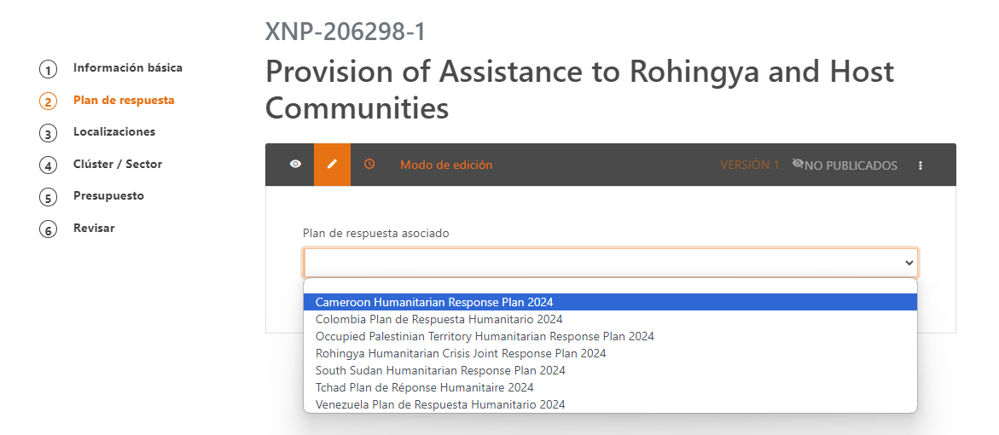 XNP-206298-1
Provision of Assistance to Rohingya and Host
Communities
1 Información básica
2 Plan de respuesta
3 Localizaciones
4 Clúster / Sector
5 Presupuesto
6 Revisar
Modo de edición VERSIÓN 1 NO PUBLICADOS
Plan de respuesta asociado
Cameroon Humanitarian Response Plan 2024
Colombia Plan de Respuesta Humanitario 2024
Occupied Palestinian Territory Humanitarian Response Plan 2024
Rohingya Humanitarian Crisis Joint Response Plan 2024
South Sudan Humanitarian Response Plan 2024
Tchad Plan de Réponse Humanitaire 2024
Venezuela Plan de Respuesta Humanitario 2024